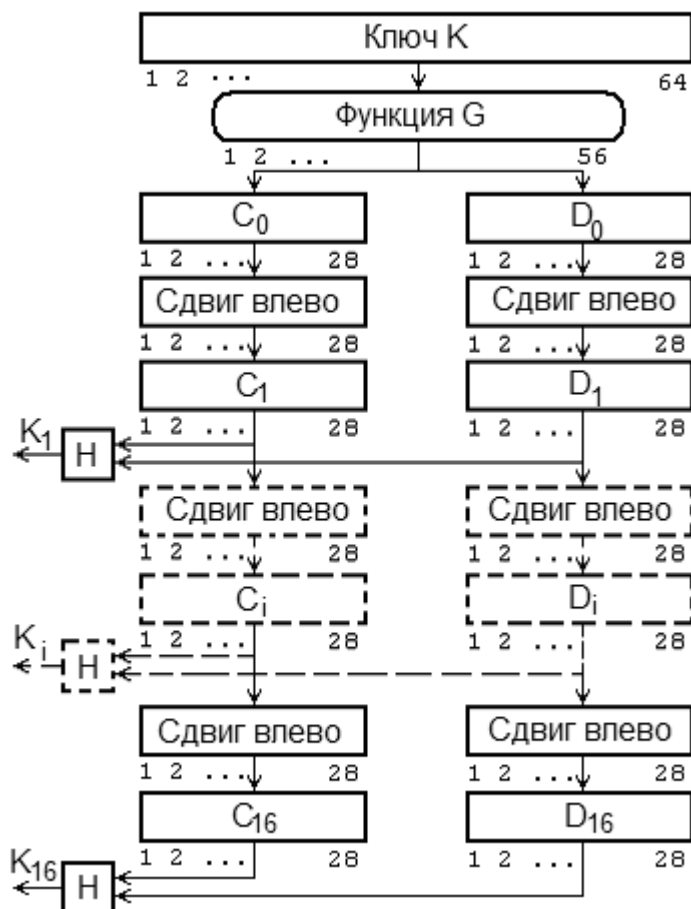 Ключ K
1 2 ... 64
Функция G
1 2 ... 56
C0 D0
1 2 ... 28 1 2 ... 28
Сдвиг влево Сдвиг влево
1 2 ... 28 1 2 ... 28
C1 D1
1 2 ... 28 1 2 ... 28
K1 H
Сдвиг влево Сдвиг влево
1 2 ... 28 1 2 ... 28
Ci Di
1 2 ... 28 1 2 ... 28
Ki H
Сдвиг влево Сдвиг влево
1 2 ... 28 1 2 ... 28
C16 D16
1 2 ... 28 1 2 ... 28
K16 H